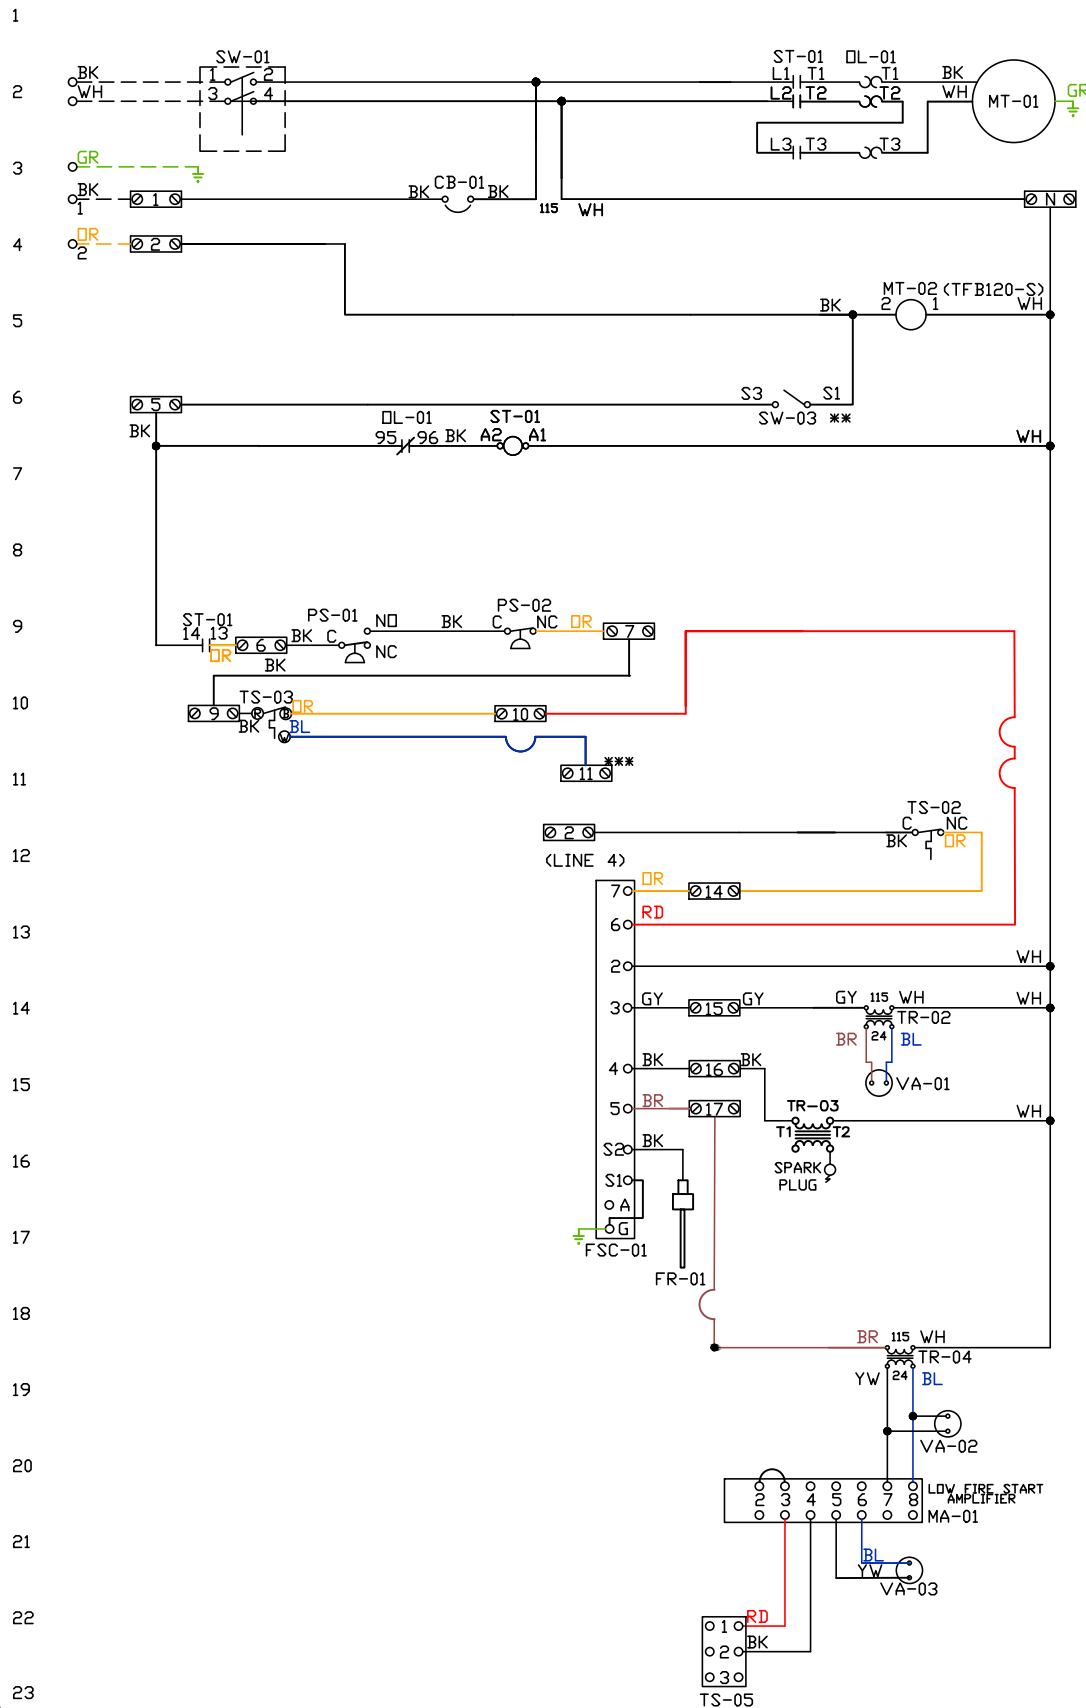 1
SW-01
ST-01 OL-01
BK
1 2
L1 T1 T1 BK
2
WH
3 4
L2 T2 T2 WH
MT-01
GR
L3 T3 T3
3
GR
BK
1
1
BK CB-01 BK
115 WH
N
4
OR
2
2
MT-02 (TFB120-S)
5
BK 2 1 WH
6
5
S3 S1
SW-03 **
BK
OL-01
95 96 BK
ST-01
A2 A1
WH
7
8
9
ST-01
14 13
OR
6
BK
PS-01
C NO
NC
BK
PS-02
C NC OR
7
BK
10
9
BK
TS-03
R B
W
OR
BL
10
11
11 ***
TS-02
C NC
BK OR
2
(LINE 4)
12
7 OR 14
13
6 RD
2 WH
14
3 GY 15 GY GY 115 WH WH
TR-02
24
BR BL
VA-01
15
4 BK 16 BK
5 BR 17
TR-03
T1 T2
WH
16
S2 BK
S1
SPARK
PLUG
A
17
G
FSC-01
FR-01
18
BR 115 WH
TR-04
24
19
YW BL
VA-02
20
2 3 4 5 6 7 8
LOW FIRE START
AMPLIFIER
MA-01
21
BL
YW
VA-03
22
1 RD
2 BK
3
23
TS-05